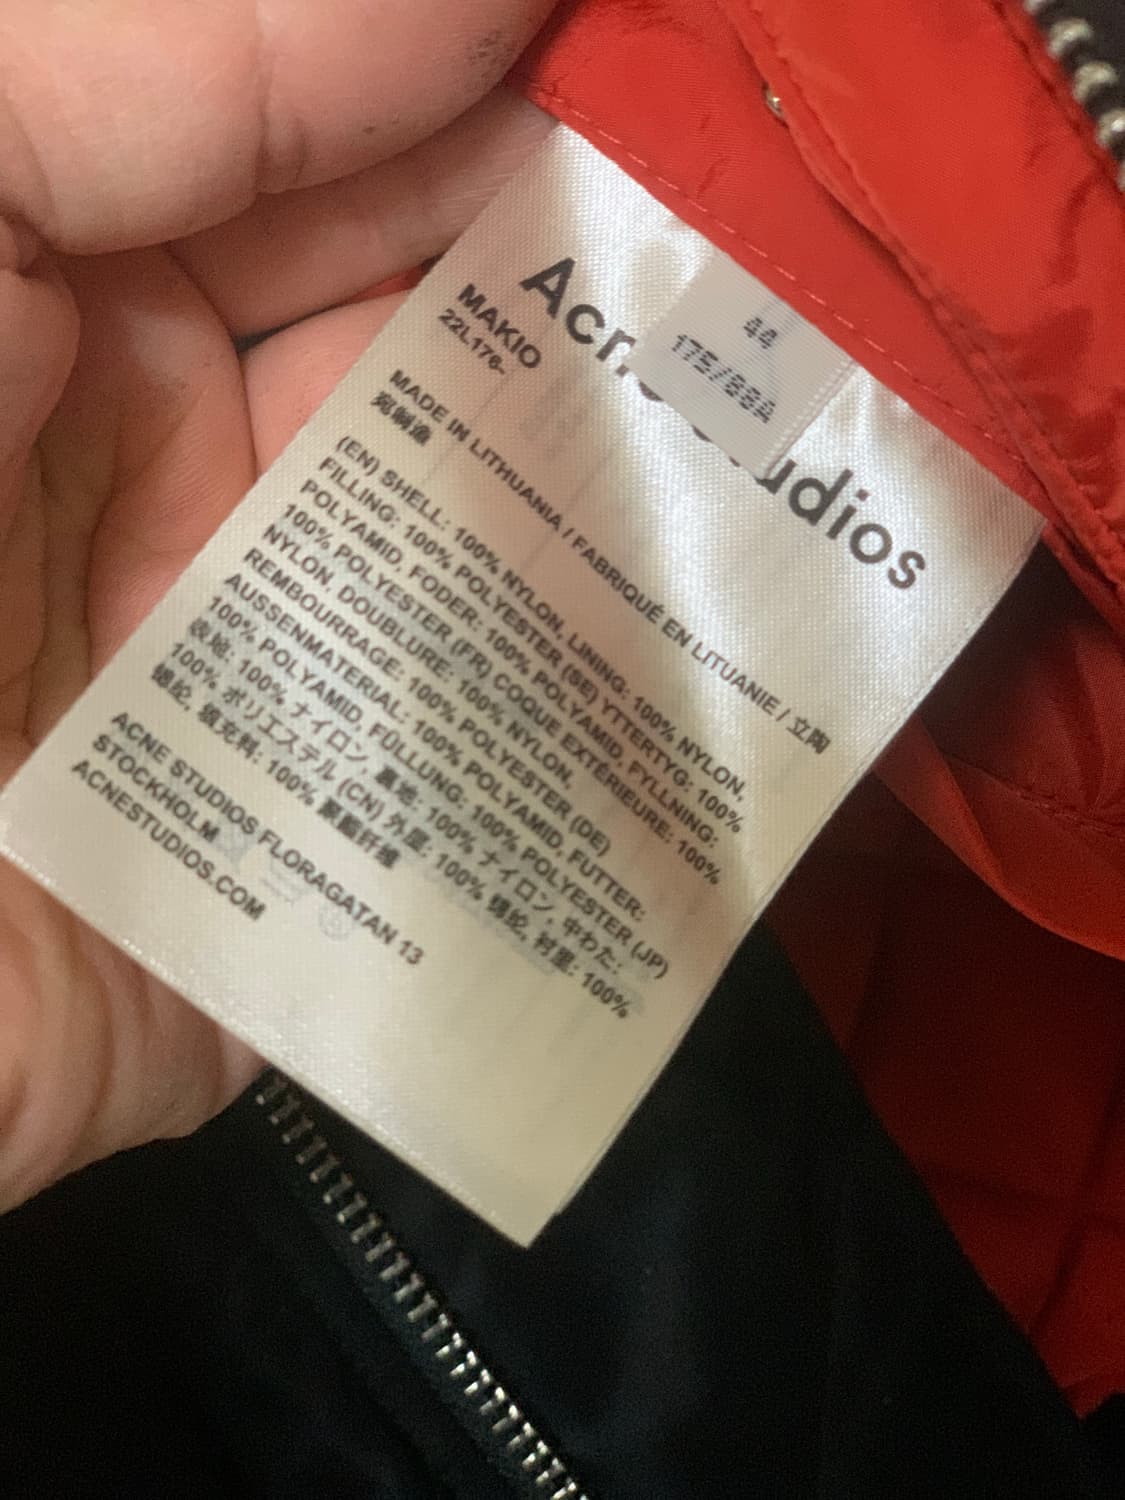 Acn udios
44
175/88A
MAKIO
22L176-
MADE IN LITHUANIA / FABRIQUÉ EN LITUANIE / 立陶
宛制造
(EN) SHELL: 100% NYLON, LINING: 100% NYLON,
FILLING: 100% POLYESTER (SE) YTTERTYG: 100%
POLYAMID, FODER: 100% POLYAMID, FYLLNING:
100% POLYESTER (FR) COQUE EXTÉRIEURE: 100%
NYLON, DOUBLURE: 100% NYLON,
REMBOURRAGE: 100% POLYESTER (DE)
AUSSENMATERIAL: 100% POLYAMID, FUTTER:
100% POLYAMID, FÜLLUNG: 100% POLYESTER (JP)
100% ナイロン, 裏地: 100% ナイロン, 中わた:
100% ポリエステル (CN) 外层: 100% 锦纶, 衬里: 100%
锦纶, 填充料: 100% 聚酯纤维
ACNE STUDIOS FLORAGATAN 13
STOCKHOLM
ACNESTUDIOS.COM